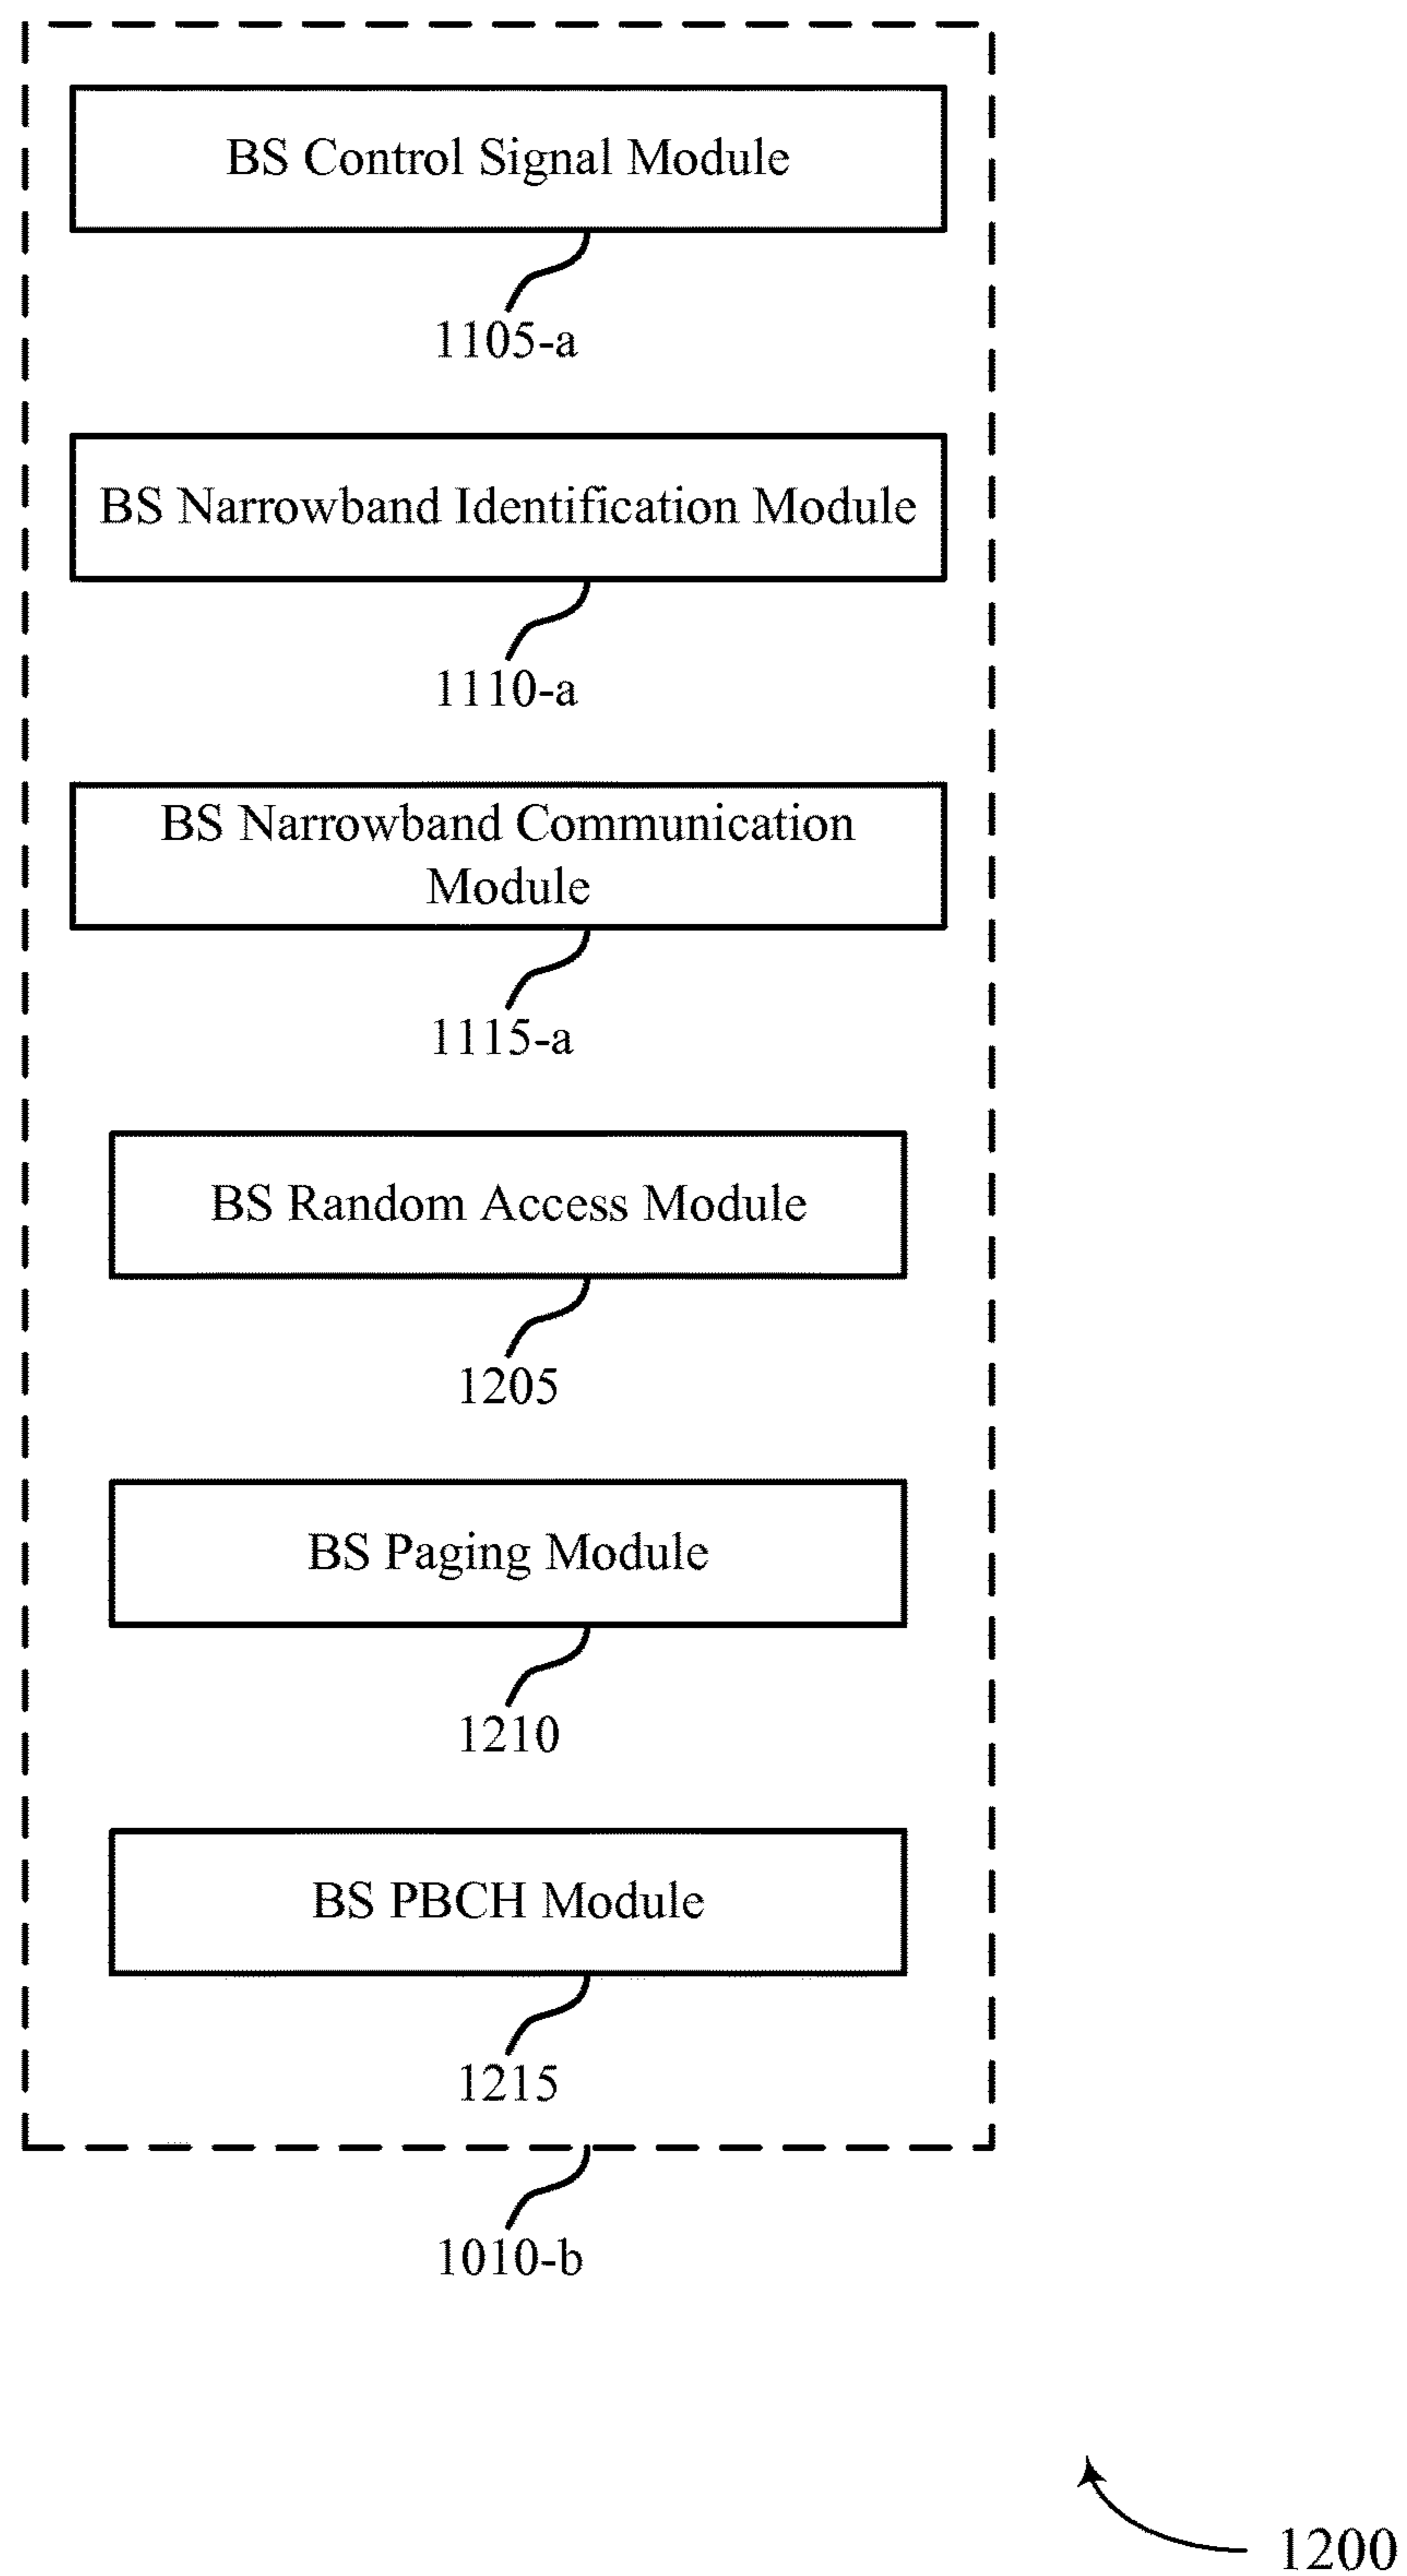 BS Control Signal Module
1105-a
BS Narrowband Identification Module
1110-a
BS Narrowband Communication
Module
1115-a
BS Random Access Module
1205
BS Paging Module
1210
BS PBCH Module
1215
1010-b
1200